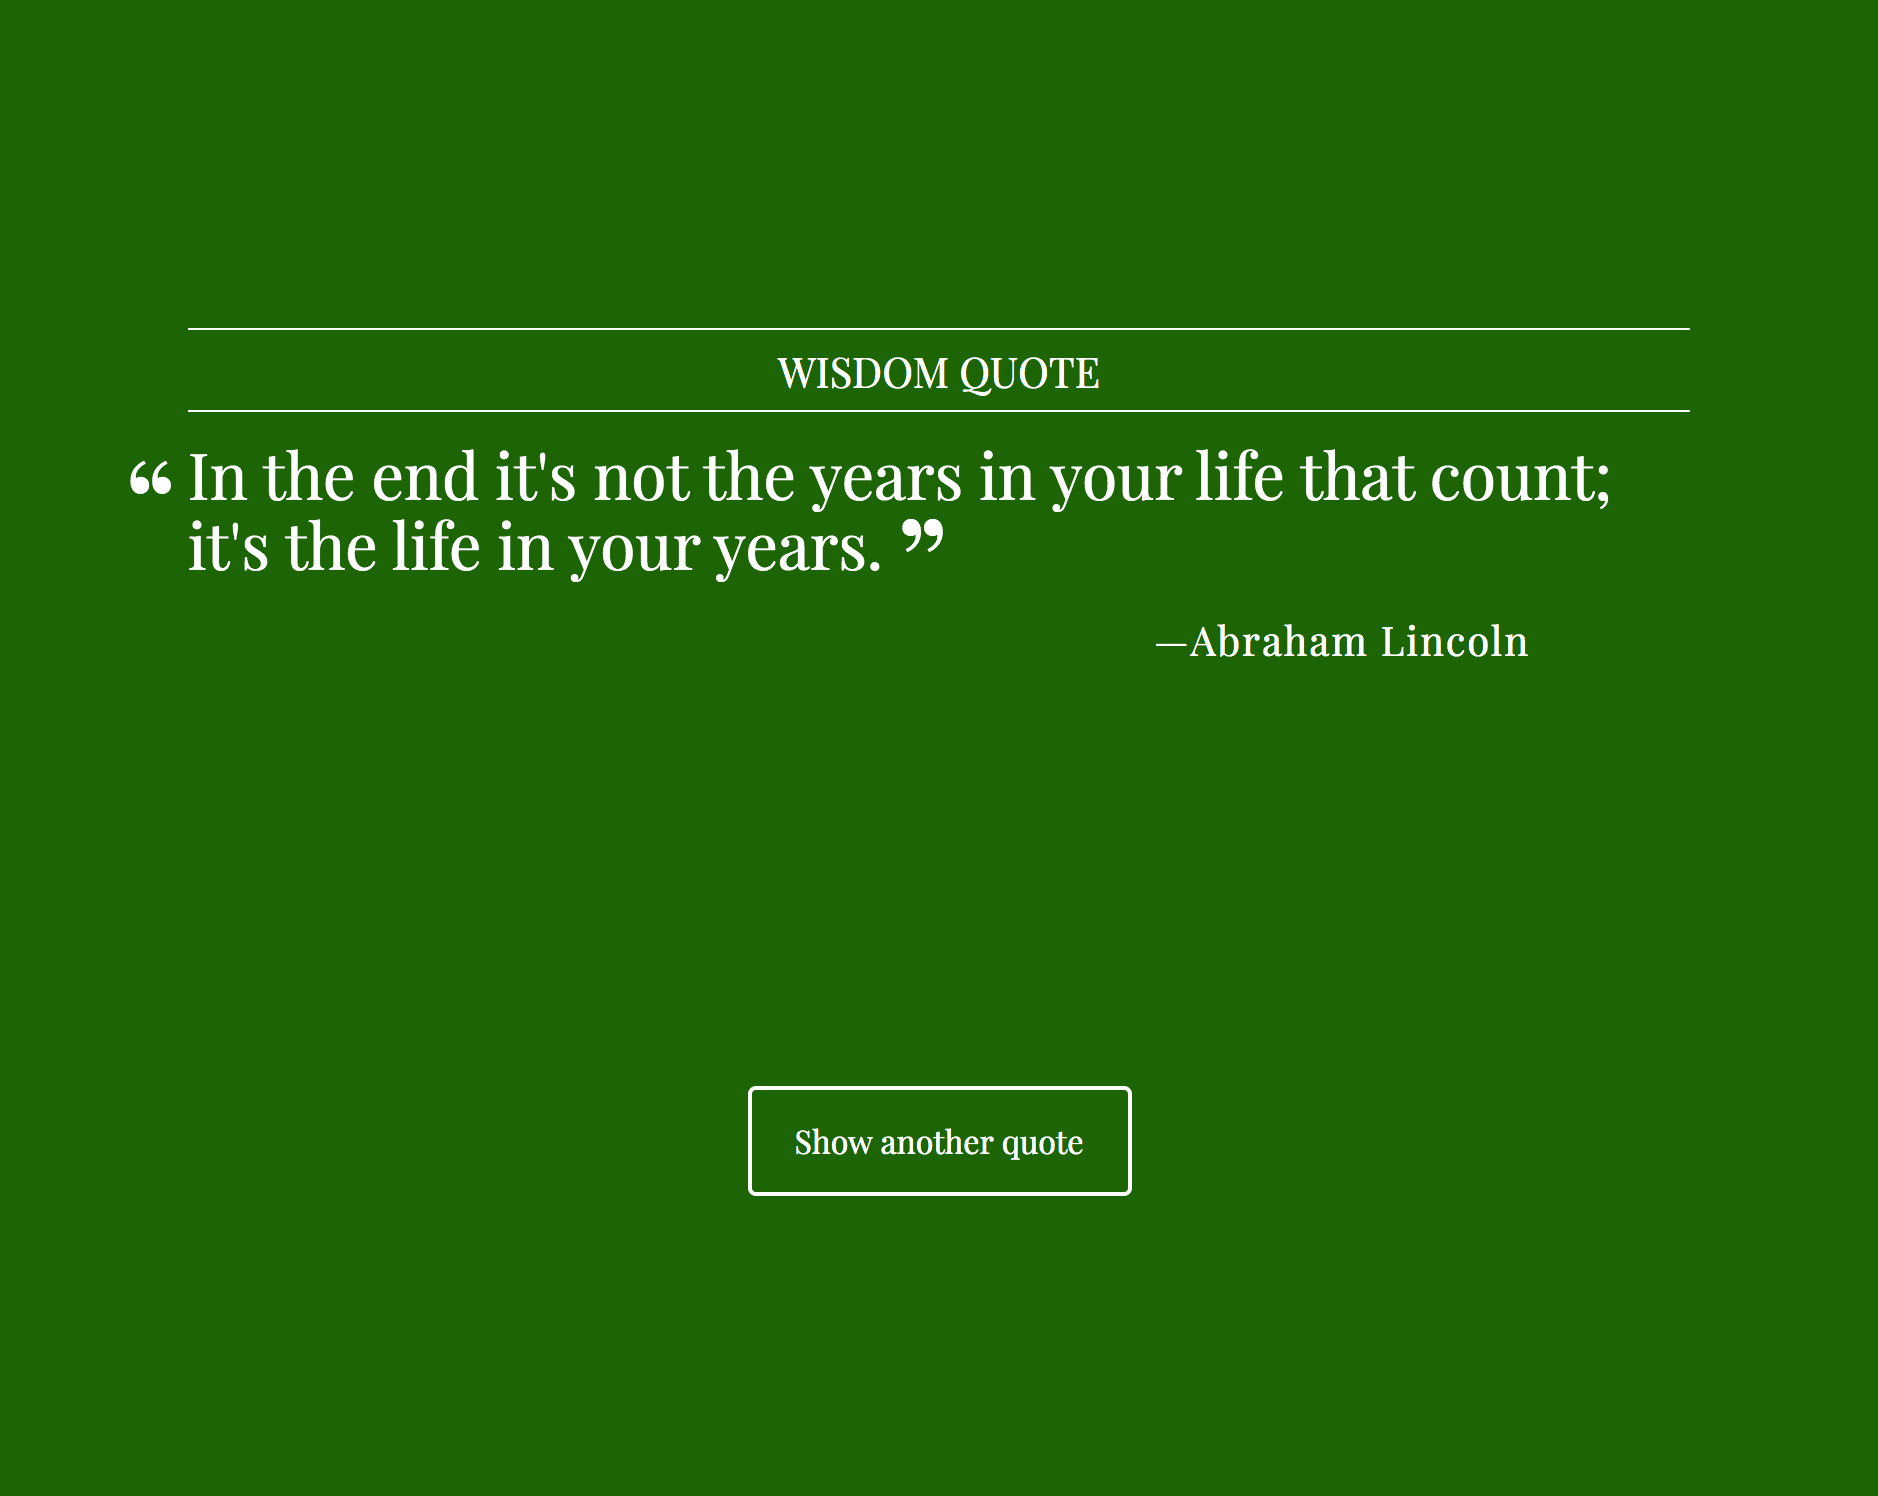 WISDOM QUOTE
“ In the end it's not the years in your life that count;
it's the life in your years. ”
—Abraham Lincoln
Show another quote